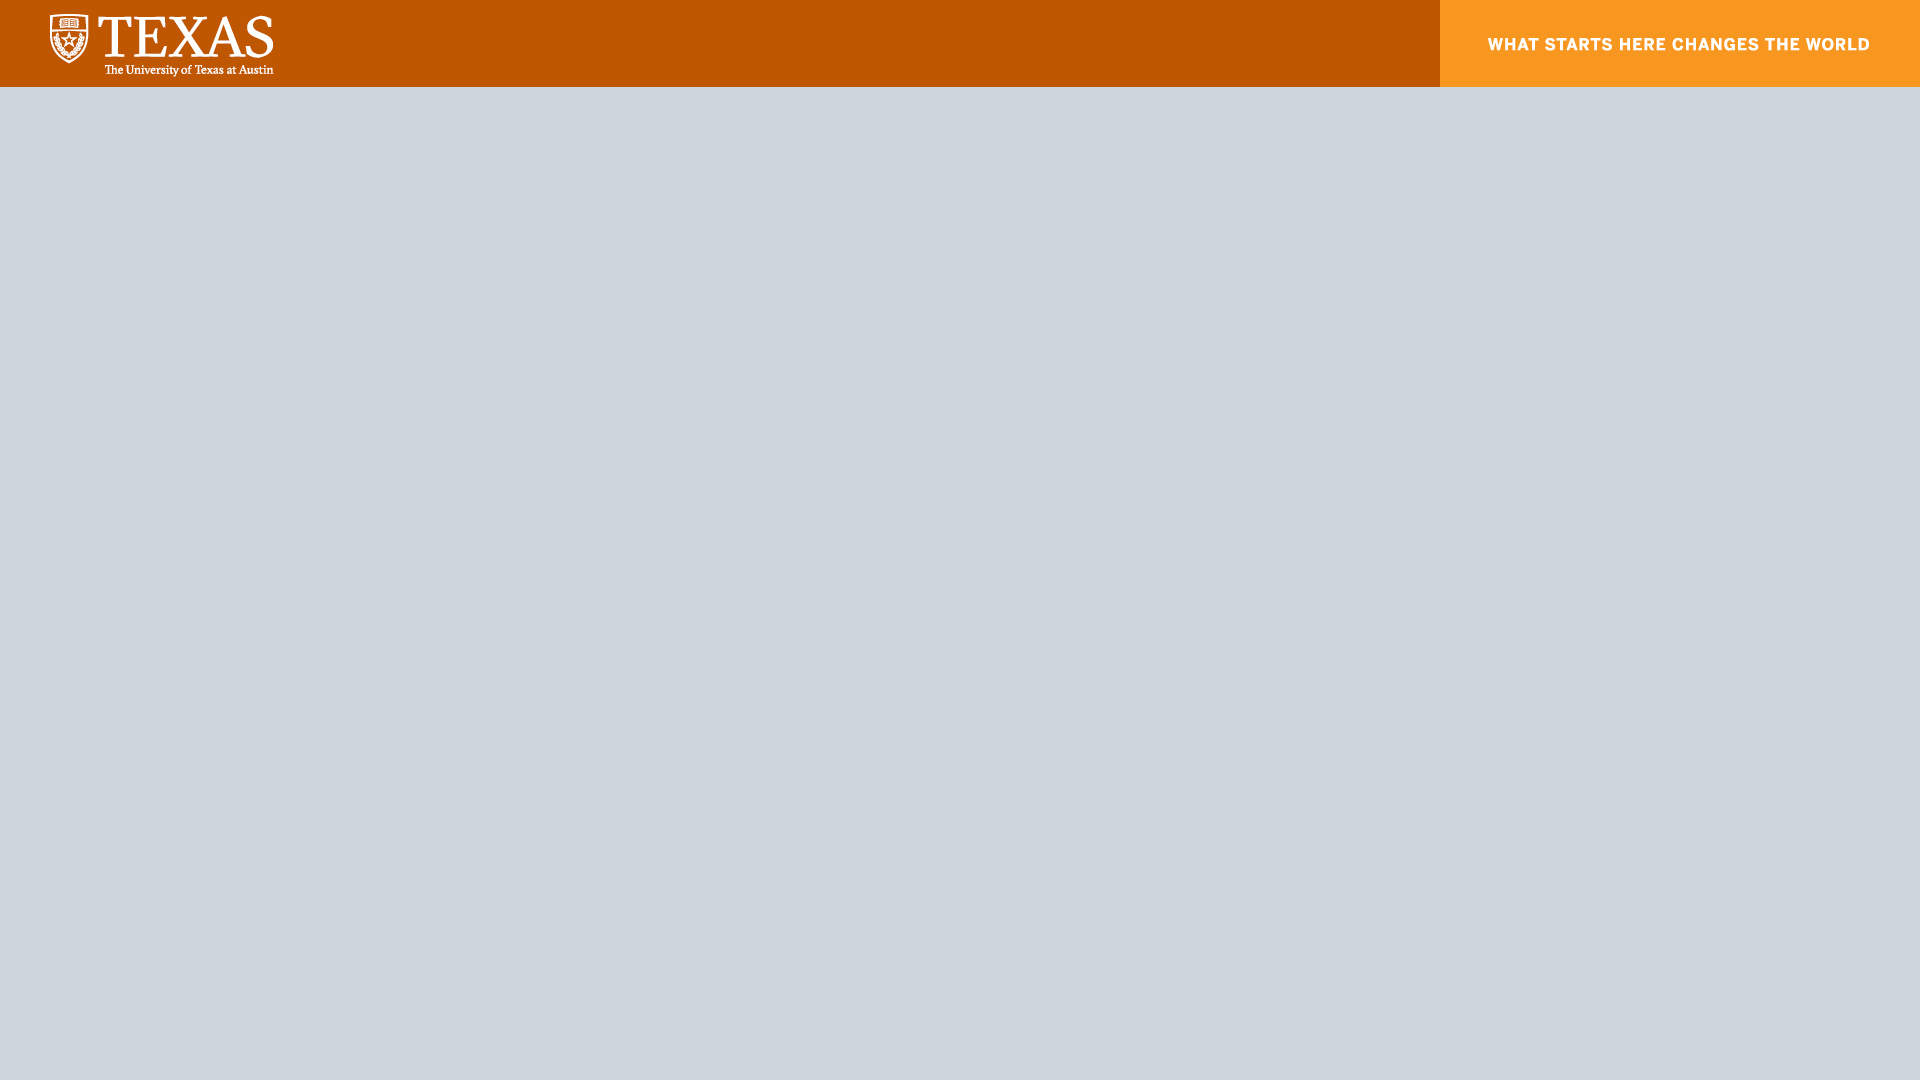 TEXAS
The University of Texas at Austin
WHAT STARTS HERE CHANGES THE WORLD